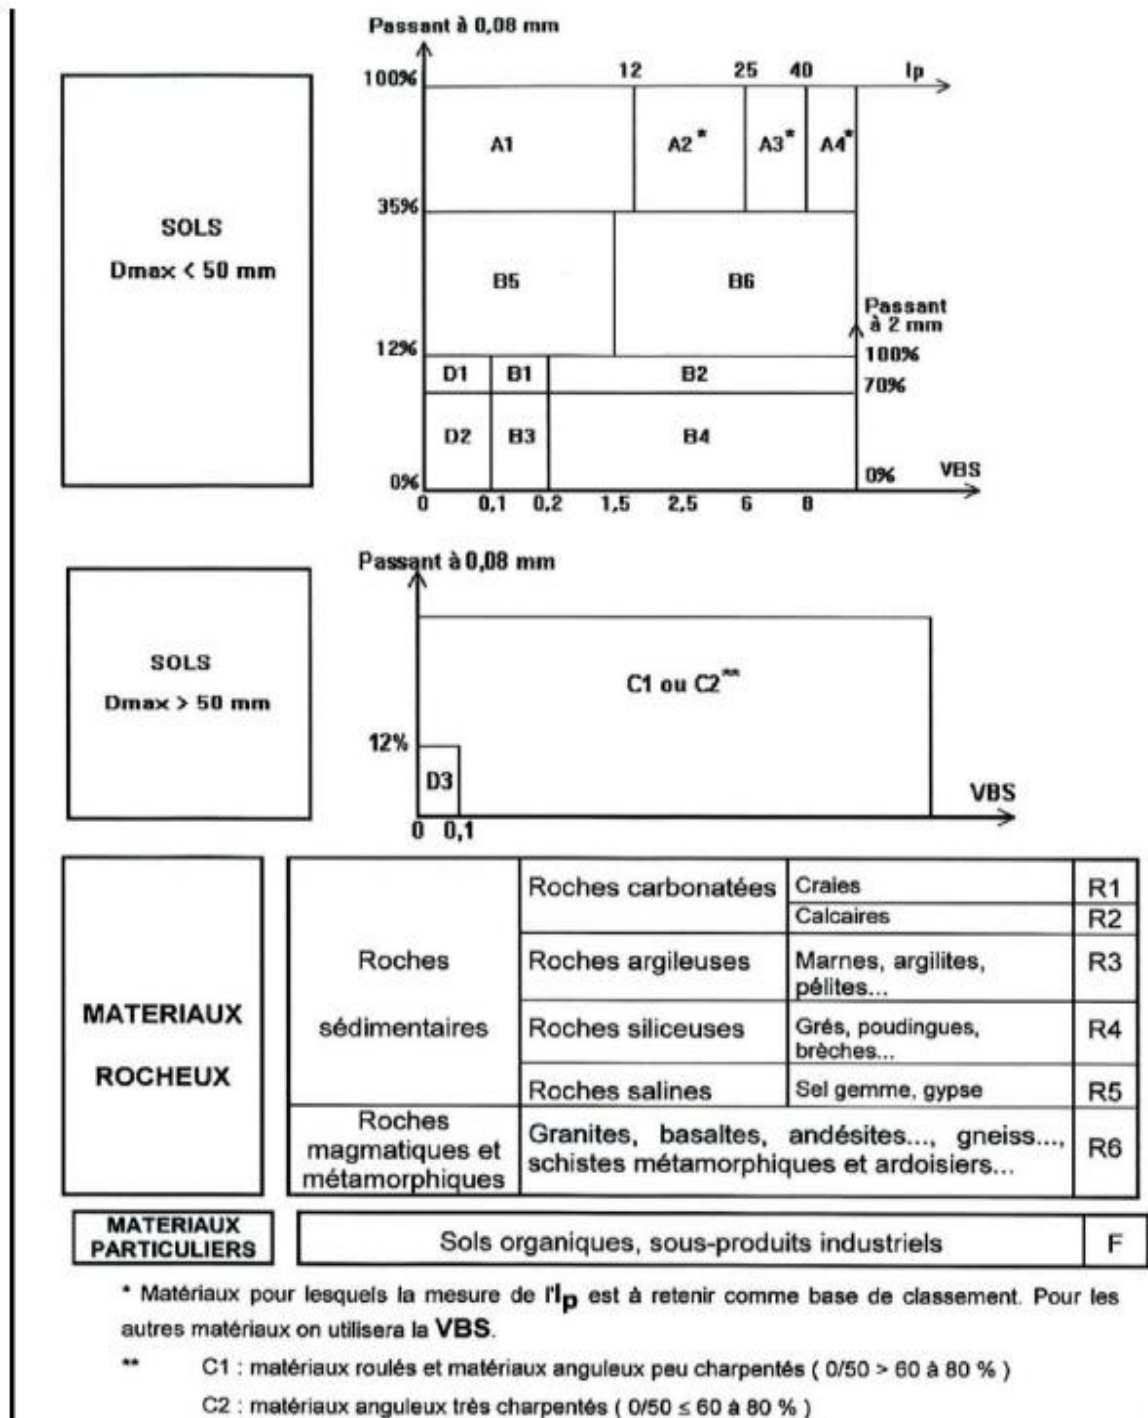 Passant à 0,08 mm
100%
12 25 40 Ip
A1 A2* A3* A4*
35%
SOLS
Dmax < 50 mm
B5 B6
Passant
à 2 mm
12%
100%
D1 B1 B2
70%
D2 B3 B4
0%
0% VBS
0 0,1 0,2 1,5 2,5 6 8
Passant à 0,08 mm
SOLS
Dmax > 50 mm
C1 ou C2**
12%
D3
VBS
0 0,1
MATERIAUX
ROCHEUX
Roches
sédimentaires
Roches carbonatées
Craies
R1
Calcaires
R2
Roches argileuses
Marnes, argilites,
pélites...
R3
Roches siliceuses
Grés, poudingues,
brèches...
R4
Roches salines
Sel gemme, gypse
R5
Roches
magmatiques et
métamorphiques
Granites, basaltes, andésites..., gneiss...,
schistes métamorphiques et ardoisiers...
R6
MATERIAUX
PARTICULIERS
Sols organiques, sous-produits industriels
F
* Matériaux pour lesquels la mesure de l'Ip est à retenir comme base de classement. Pour les
autres matériaux on utilisera la VBS.
** C1 : matériaux roulés et matériaux anguleux peu charpentés ( 0/50 > 60 à 80 % )
C2 : matériaux anguleux très charpentés ( 0/50 ≤ 60 à 80 % )